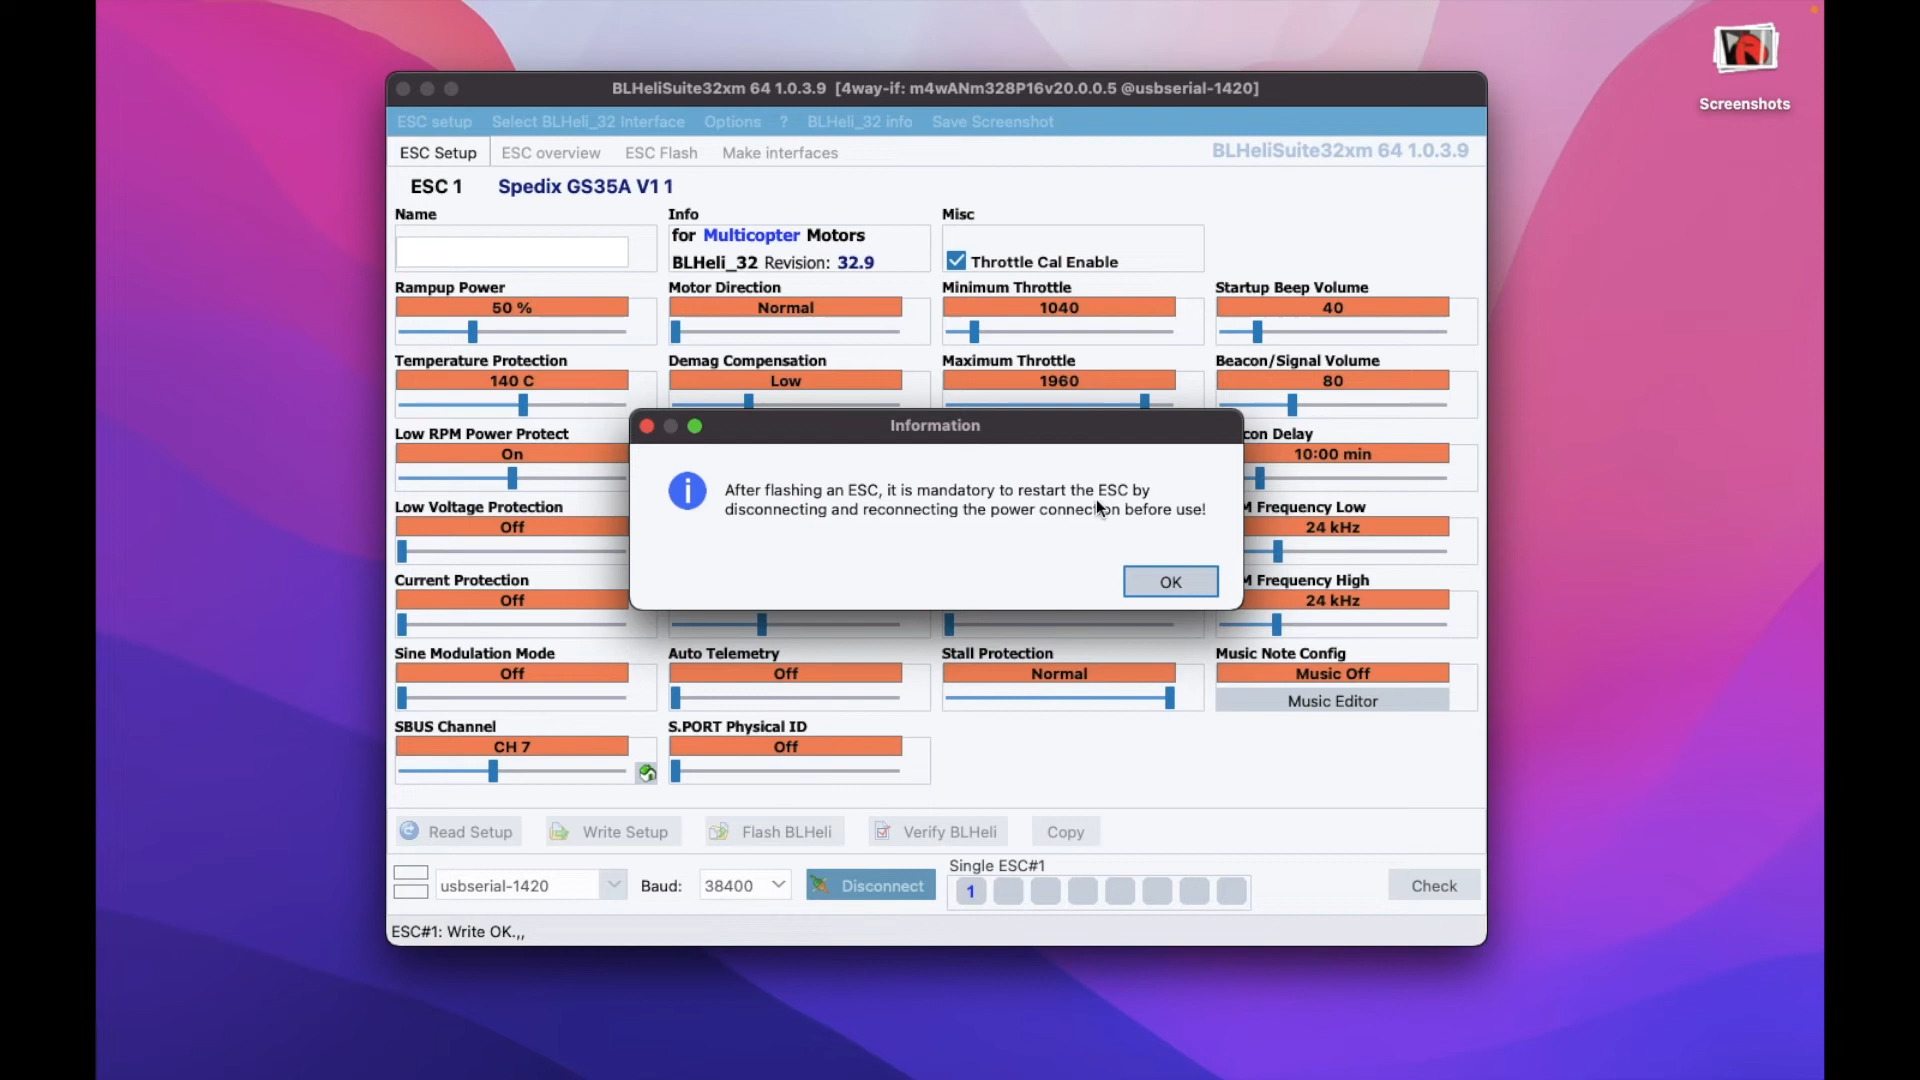 BLHeliSuite32xm 64 1.0.3.9 [4way-if: m4wANm328P16v20.0.0.5 @usbserial-1420]
Screenshots
ESC setup Select BLHeli_32 Interface Options ? BLHeli_32 info Save Screenshot
ESC Setup ESC overview ESC Flash Make interfaces BLHeliSuite32xm 64 1.0.3.9
ESC 1 Spedix GS35A V1 1
Name Info Misc
for Multicopter Motors
BLHeli_32 Revision: 32.9 Throttle Cal Enable
Rampup Power Motor Direction Minimum Throttle Startup Beep Volume
50 % Normal 1040 40
Temperature Protection Demag Compensation Maximum Throttle Beacon/Signal Volume
140 C Low 1960 80
Low RPM Power Protect con Delay
On 10:00 min
Information
After flashing an ESC, it is mandatory to restart the ESC by
disconnecting and reconnecting the power connection before use!
OK
Low Voltage Protection M Frequency Low
Off 24 kHz
Current Protection M Frequency High
Off 24 kHz
Sine Modulation Mode Auto Telemetry Stall Protection Music Note Config
Off Off Normal Music Off
Music Editor
SBUS Channel S.PORT Physical ID
CH 7 Off
Read Setup Write Setup Flash BLHeli Verify BLHeli Copy
Single ESC#1
usbserial-1420 Baud: 38400 Disconnect 1 Check
ESC#1: Write OK.,,